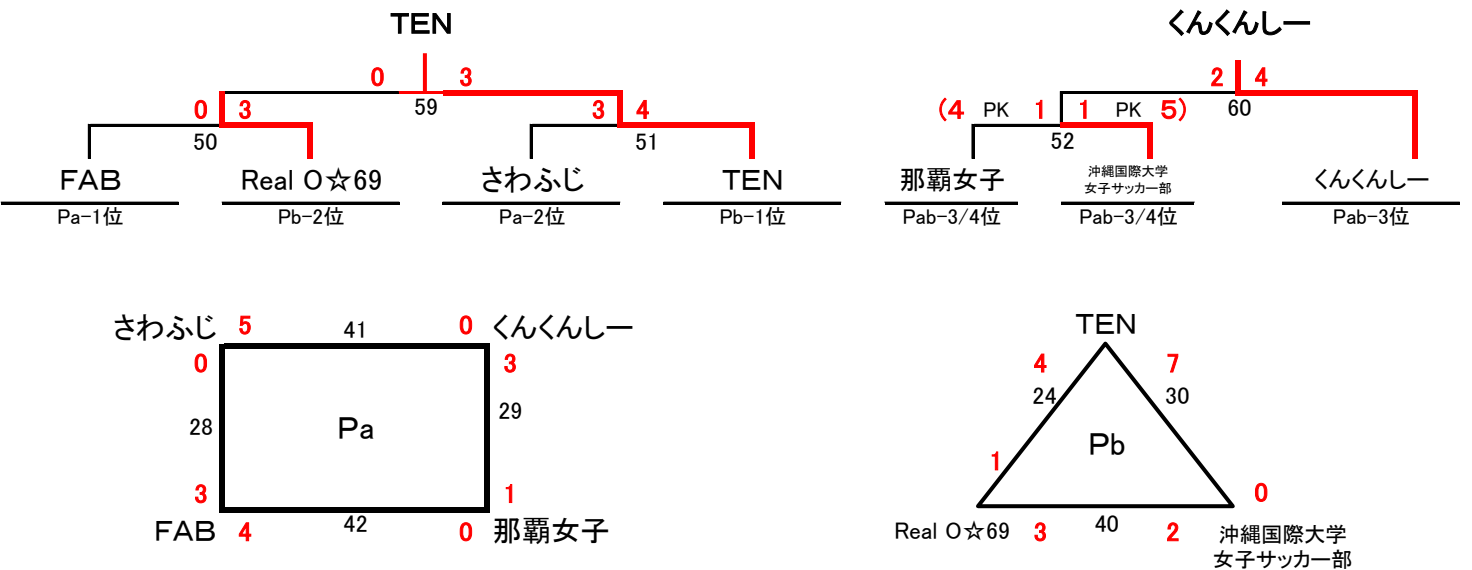 TEN
くんくんしー
0 3
2 4
0 3
59
3 4
(4 PK 1 1 PK 5)
60
50
51
52
FAB
Real O☆69
さわふじ
TEN
那覇女子
沖縄国際大学
女子サッカー部
くんくんしー
Pa-1位
Pb-2位
Pa-2位
Pb-1位
Pab-3/4位
Pab-3/4位
Pab-3位
さわふじ 5 41 0 くんくんしー
0 3
28
Pa
29
3 1
FAB 4 42 0 那覇女子
TEN
4 7
24 30
Pb
1
0
Real O☆69 3 40 2 沖縄国際大学
女子サッカー部